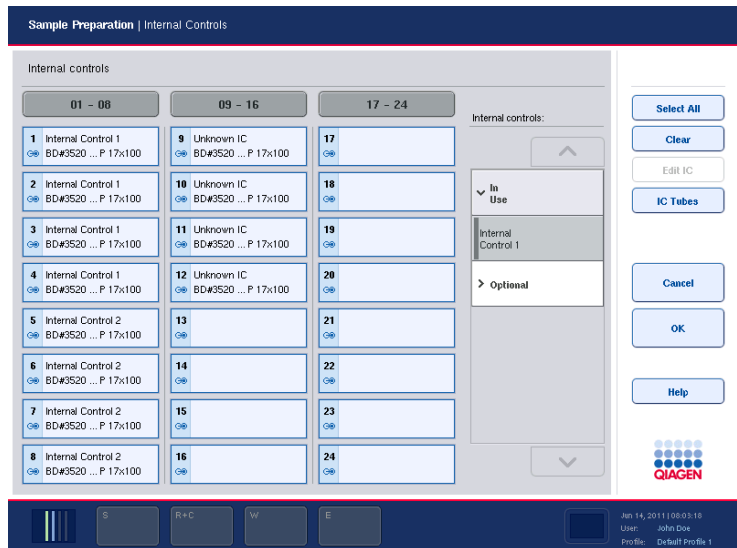 Sample Preparation | Internal Controls
Internal controls
01 - 08
09 - 16
17 - 24
Internal controls:
1 Internal Control 1
BD#3520 ... P 17x100
2 Internal Control 1
BD#3520 ... P 17x100
3 Internal Control 1
BD#3520 ... P 17x100
4 Internal Control 1
BD#3520 ... P 17x100
5 Internal Control 2
BD#3520 ... P 17x100
6 Internal Control 2
BD#3520 ... P 17x100
7 Internal Control 2
BD#3520 ... P 17x100
8 Internal Control 2
BD#3520 ... P 17x100
9 Unknown IC
BD#3520 ... P 17x100
10 Unknown IC
BD#3520 ... P 17x100
11 Unknown IC
BD#3520 ... P 17x100
12 Unknown IC
BD#3520 ... P 17x100
13
14
15
16
17
18
19
20
21
22
23
24
In
Use
Internal
Control 1
Optional
Select All
Clear
Edit IC
IC Tubes
Cancel
OK
Help
QIAGEN
S
R+C
W
E
Jun 14, 2011 | 08:03:18
User: John Doe
Profile: Default Profile 1